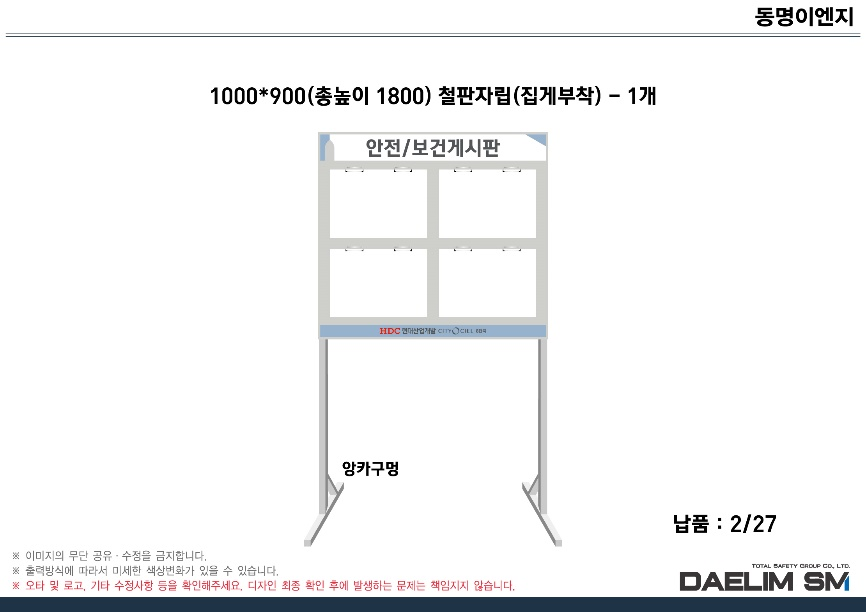 동명이엔지
1000*900(총높이 1800) 철판자립(집게부착) - 1개
안전/보건게시판
HDC 현대산업개발
앙카구멍
납품 : 2/27
※ 이미지의 무단 공유·수정을 금지합니다.
※ 출력방식에 따라서 미세한 색상변화가 있을 수 있습니다.
※ 오타 및 로고, 기타 수정사항 등을 확인해주세요. 디자인 최종 확인 후에 발생하는 문제는 책임지지 않습니다.
TOTAL SAFETY GROUP CO., LTD.
DAELIM SM